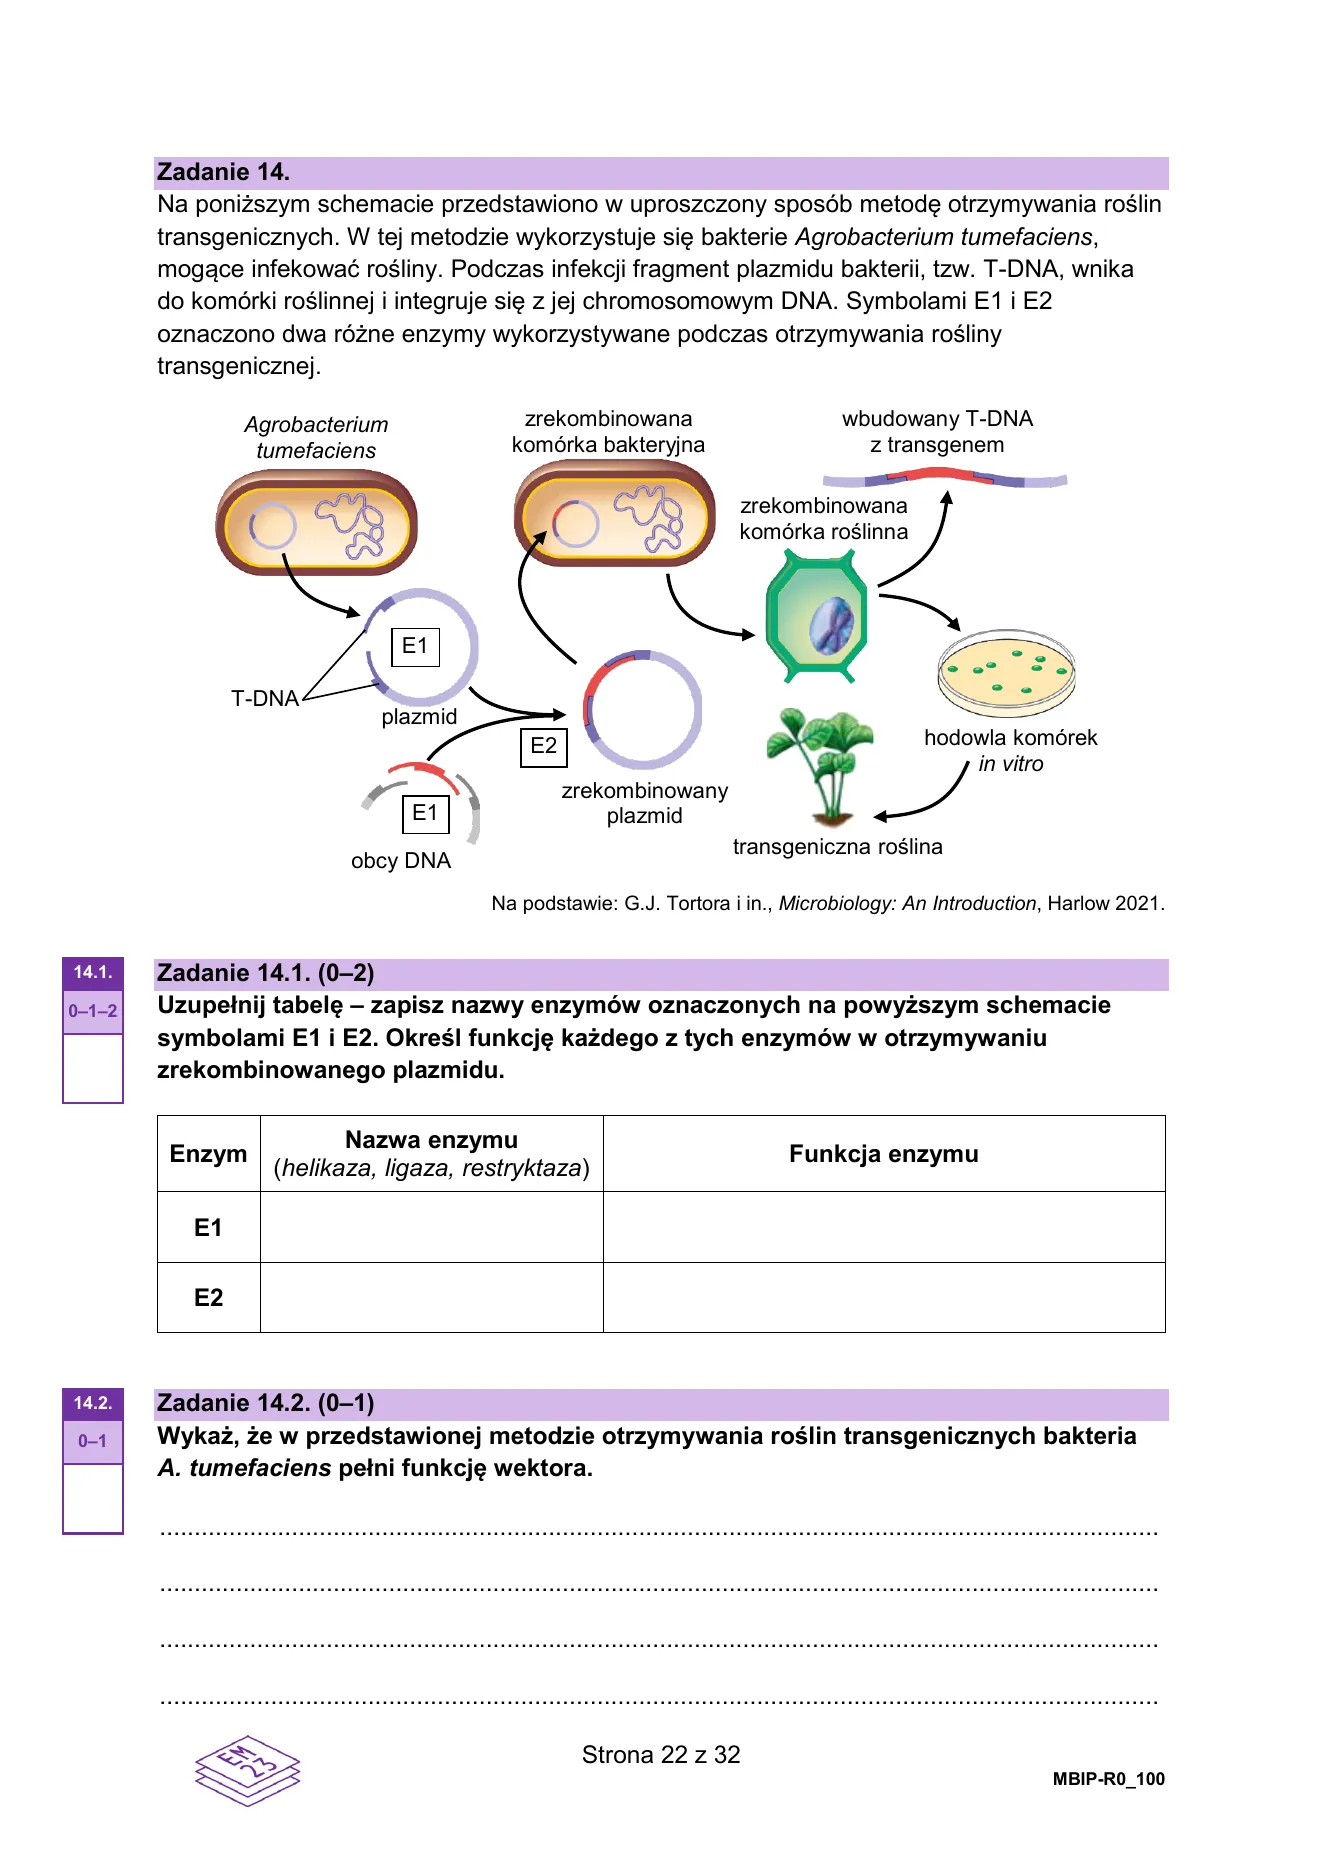 Zadanie 14.
Na poniższym schemacie przedstawiono w uproszczony sposób metodę otrzymywania roślin
transgenicznych. W tej metodzie wykorzystuje się bakterie Agrobacterium tumefaciens,
mogące infekować rośliny. Podczas infekcji fragment plazmidu bakterii, tzw. T-DNA, wnika
do komórki roślinnej i integruje się z jej chromosomowym DNA. Symbolami E1 i E2
oznaczono dwa różne enzymy wykorzystywane podczas otrzymywania rośliny
transgenicznej.
Agrobacterium
tumefaciens
zrekombinowana
komórka bakteryjna
wbudowany T-DNA
z transgenem
zrekombinowana
komórka roślinna
E1
T-DNA
plazmid
E2
zrekombinowany
plazmid
E1
obcy DNA
hodowla komórek
in vitro
transgeniczna roślina
Na podstawie: G.J. Tortora i in., Microbiology: An Introduction, Harlow 2021.
14.1.
0–1–2
Zadanie 14.1. (0–2)
Uzupełnij tabelę – zapisz nazwy enzymów oznaczonych na powyższym schemacie
symbolami E1 i E2. Określ funkcję każdego z tych enzymów w otrzymywaniu
zrekombinowanego plazmidu.
Enzym
Nazwa enzymu
(helikaza, ligaza, restryktaza)
Funkcja enzymu
E1
E2
14.2.
0–1
Zadanie 14.2. (0–1)
Wykaż, że w przedstawionej metodzie otrzymywania roślin transgenicznych bakteria
A. tumefaciens pełni funkcję wektora.
....................................................................................................................................................
....................................................................................................................................................
....................................................................................................................................................
....................................................................................................................................................
EM
23
Strona 22 z 32
MBIP-R0_100